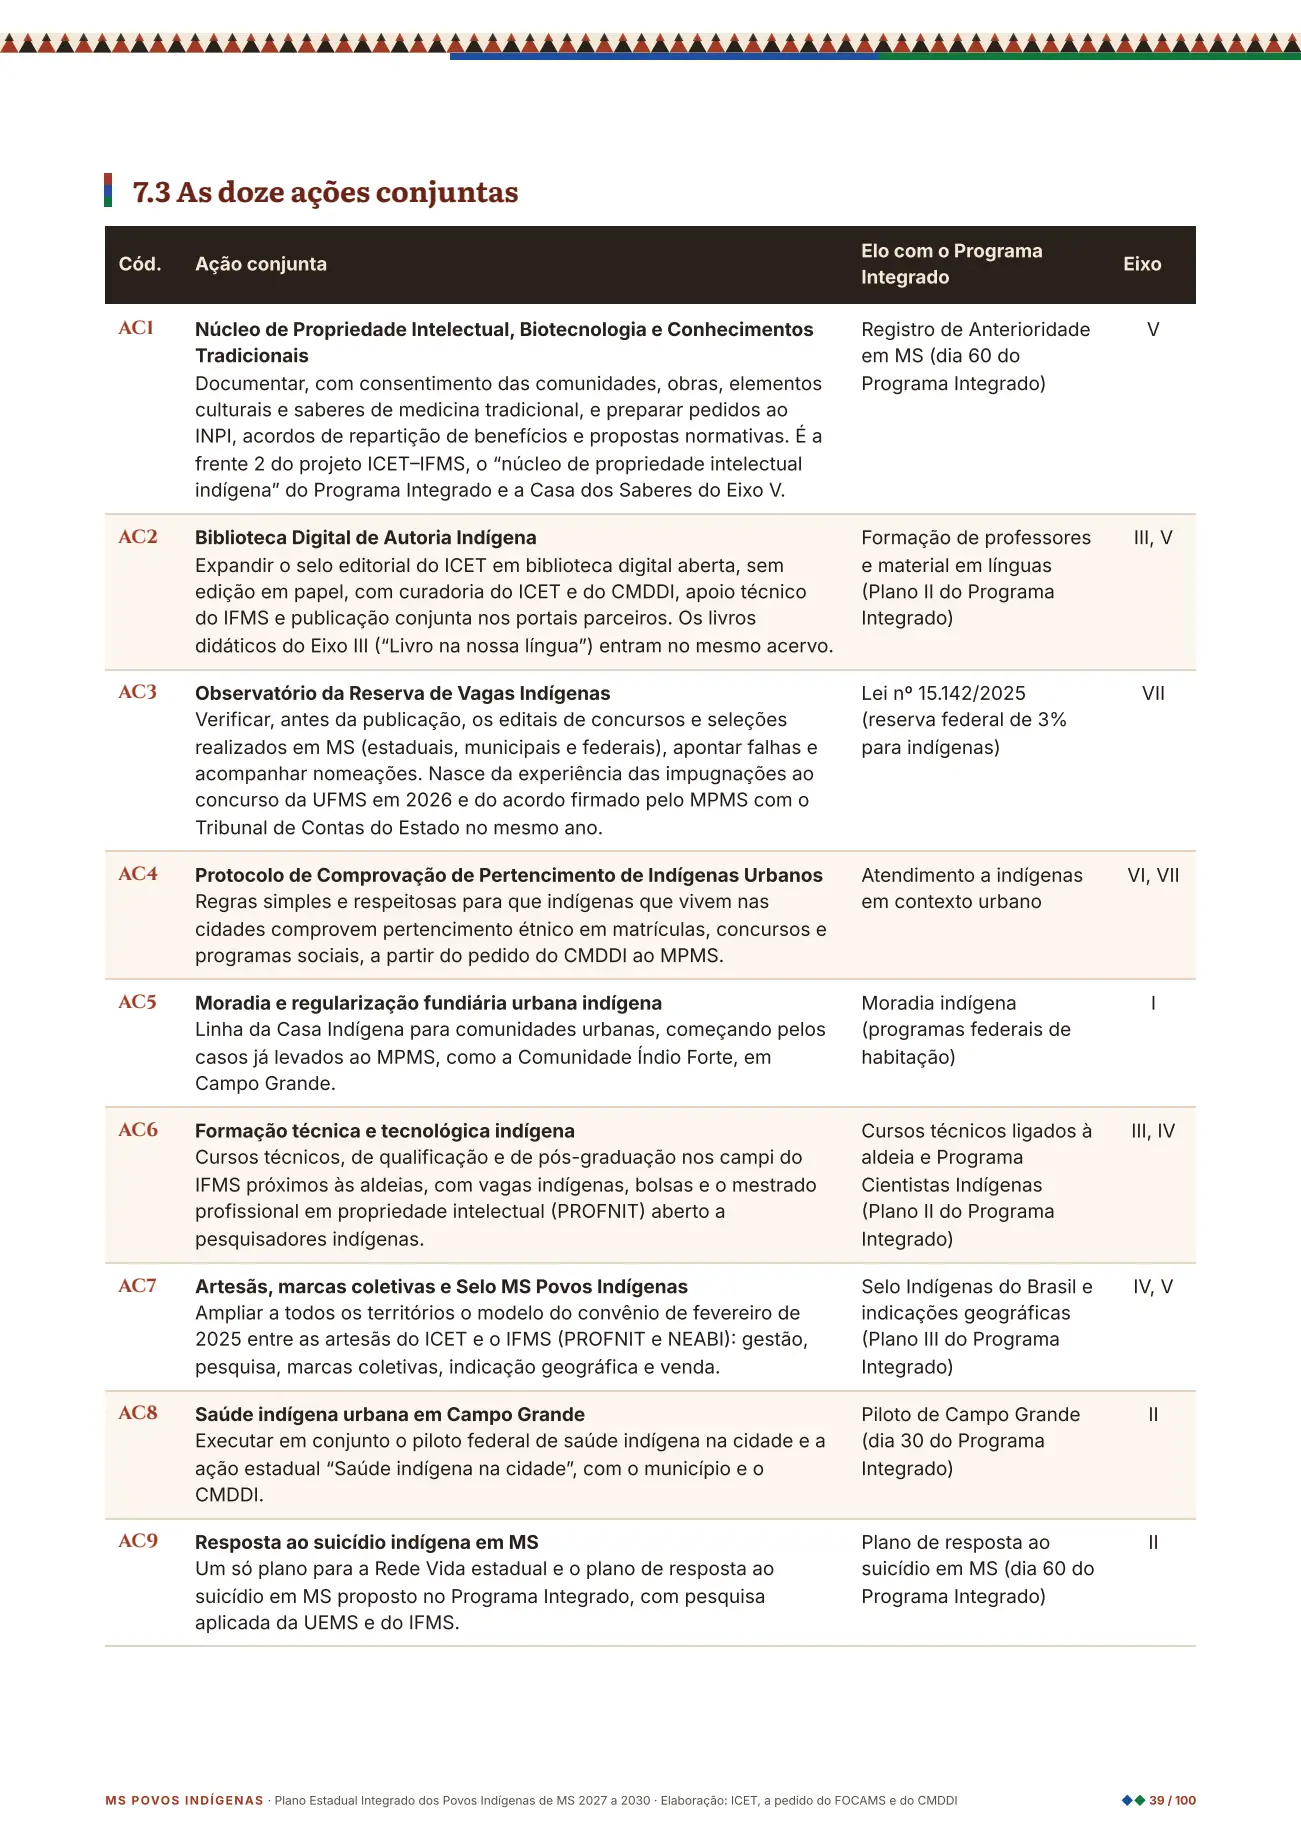 7.3 As doze ações conjuntas
Cód.
Ação conjunta
Elo com o Programa
Integrado
Eixo
AC1
Núcleo de Propriedade Intelectual, Biotecnologia e Conhecimentos
Tradicionais
Documentar, com consentimento das comunidades, obras, elementos
culturais e saberes de medicina tradicional, e preparar pedidos ao
INPI, acordos de repartição de benefícios e propostas normativas. É a
frente 2 do projeto ICET–IFMS, o “núcleo de propriedade intelectual
indígena” do Programa Integrado e a Casa dos Saberes do Eixo V.
Registro de Anterioridade
em MS (dia 60 do
Programa Integrado)
V
AC2
Biblioteca Digital de Autoria Indígena
Expandir o selo editorial do ICET em biblioteca digital aberta, sem
edição em papel, com curadoria do ICET e do CMDDI, apoio técnico
do IFMS e publicação conjunta nos portais parceiros. Os livros
didáticos do Eixo III (“Livro na nossa língua”) entram no mesmo acervo.
Formação de professores
e material em línguas
(Plano II do Programa
Integrado)
III, V
AC3
Observatório da Reserva de Vagas Indígenas
Verificar, antes da publicação, os editais de concursos e seleções
realizados em MS (estaduais, municipais e federais), apontar falhas e
acompanhar nomeações. Nasce da experiência das impugnações ao
concurso da UFMS em 2026 e do acordo firmado pelo MPMS com o
Tribunal de Contas do Estado no mesmo ano.
Lei nº 15.142/2025
(reserva federal de 3%
para indígenas)
VII
AC4
Protocolo de Comprovação de Pertencimento de Indígenas Urbanos
Regras simples e respeitosas para que indígenas que vivem nas
cidades comprovem pertencimento étnico em matrículas, concursos e
programas sociais, a partir do pedido do CMDDI ao MPMS.
Atendimento a indígenas
em contexto urbano
VI, VII
AC5
Moradia e regularização fundiária urbana indígena
Linha da Casa Indígena para comunidades urbanas, começando pelos
casos já levados ao MPMS, como a Comunidade Índio Forte, em
Campo Grande.
Moradia indígena
(programas federais de
habitação)
I
AC6
Formação técnica e tecnológica indígena
Cursos técnicos, de qualificação e de pós-graduação nos campi do
IFMS próximos às aldeias, com vagas indígenas, bolsas e o mestrado
profissional em propriedade intelectual (PROFNIT) aberto a
pesquisadores indígenas.
Cursos técnicos ligados à
aldeia e Programa
Cientistas Indígenas
(Plano II do Programa
Integrado)
III, IV
AC7
Artesãs, marcas coletivas e Selo MS Povos Indígenas
Ampliar a todos os territórios o modelo do convênio de fevereiro de
2025 entre as artesãs do ICET e o IFMS (PROFNIT e NEABI): gestão,
pesquisa, marcas coletivas, indicação geográfica e venda.
Selo Indígenas do Brasil e
indicações geográficas
(Plano III do Programa
Integrado)
IV, V
AC8
Saúde indígena urbana em Campo Grande
Executar em conjunto o piloto federal de saúde indígena na cidade e a
ação estadual “Saúde indígena na cidade”, com o município e o
CMDDI.
Piloto de Campo Grande
(dia 30 do Programa
Integrado)
II
AC9
Resposta ao suicídio indígena em MS
Um só plano para a Rede Vida estadual e o plano de resposta ao
suicídio em MS proposto no Programa Integrado, com pesquisa
aplicada da UEMS e do IFMS.
Plano de resposta ao
suicídio em MS (dia 60 do
Programa Integrado)
II
MS POVOS INDÍGENAS · Plano Estadual Integrado dos Povos Indígenas de MS 2027 a 2030 · Elaboração: ICET, a pedido do FOCAMS e do CMDDI
39 / 100